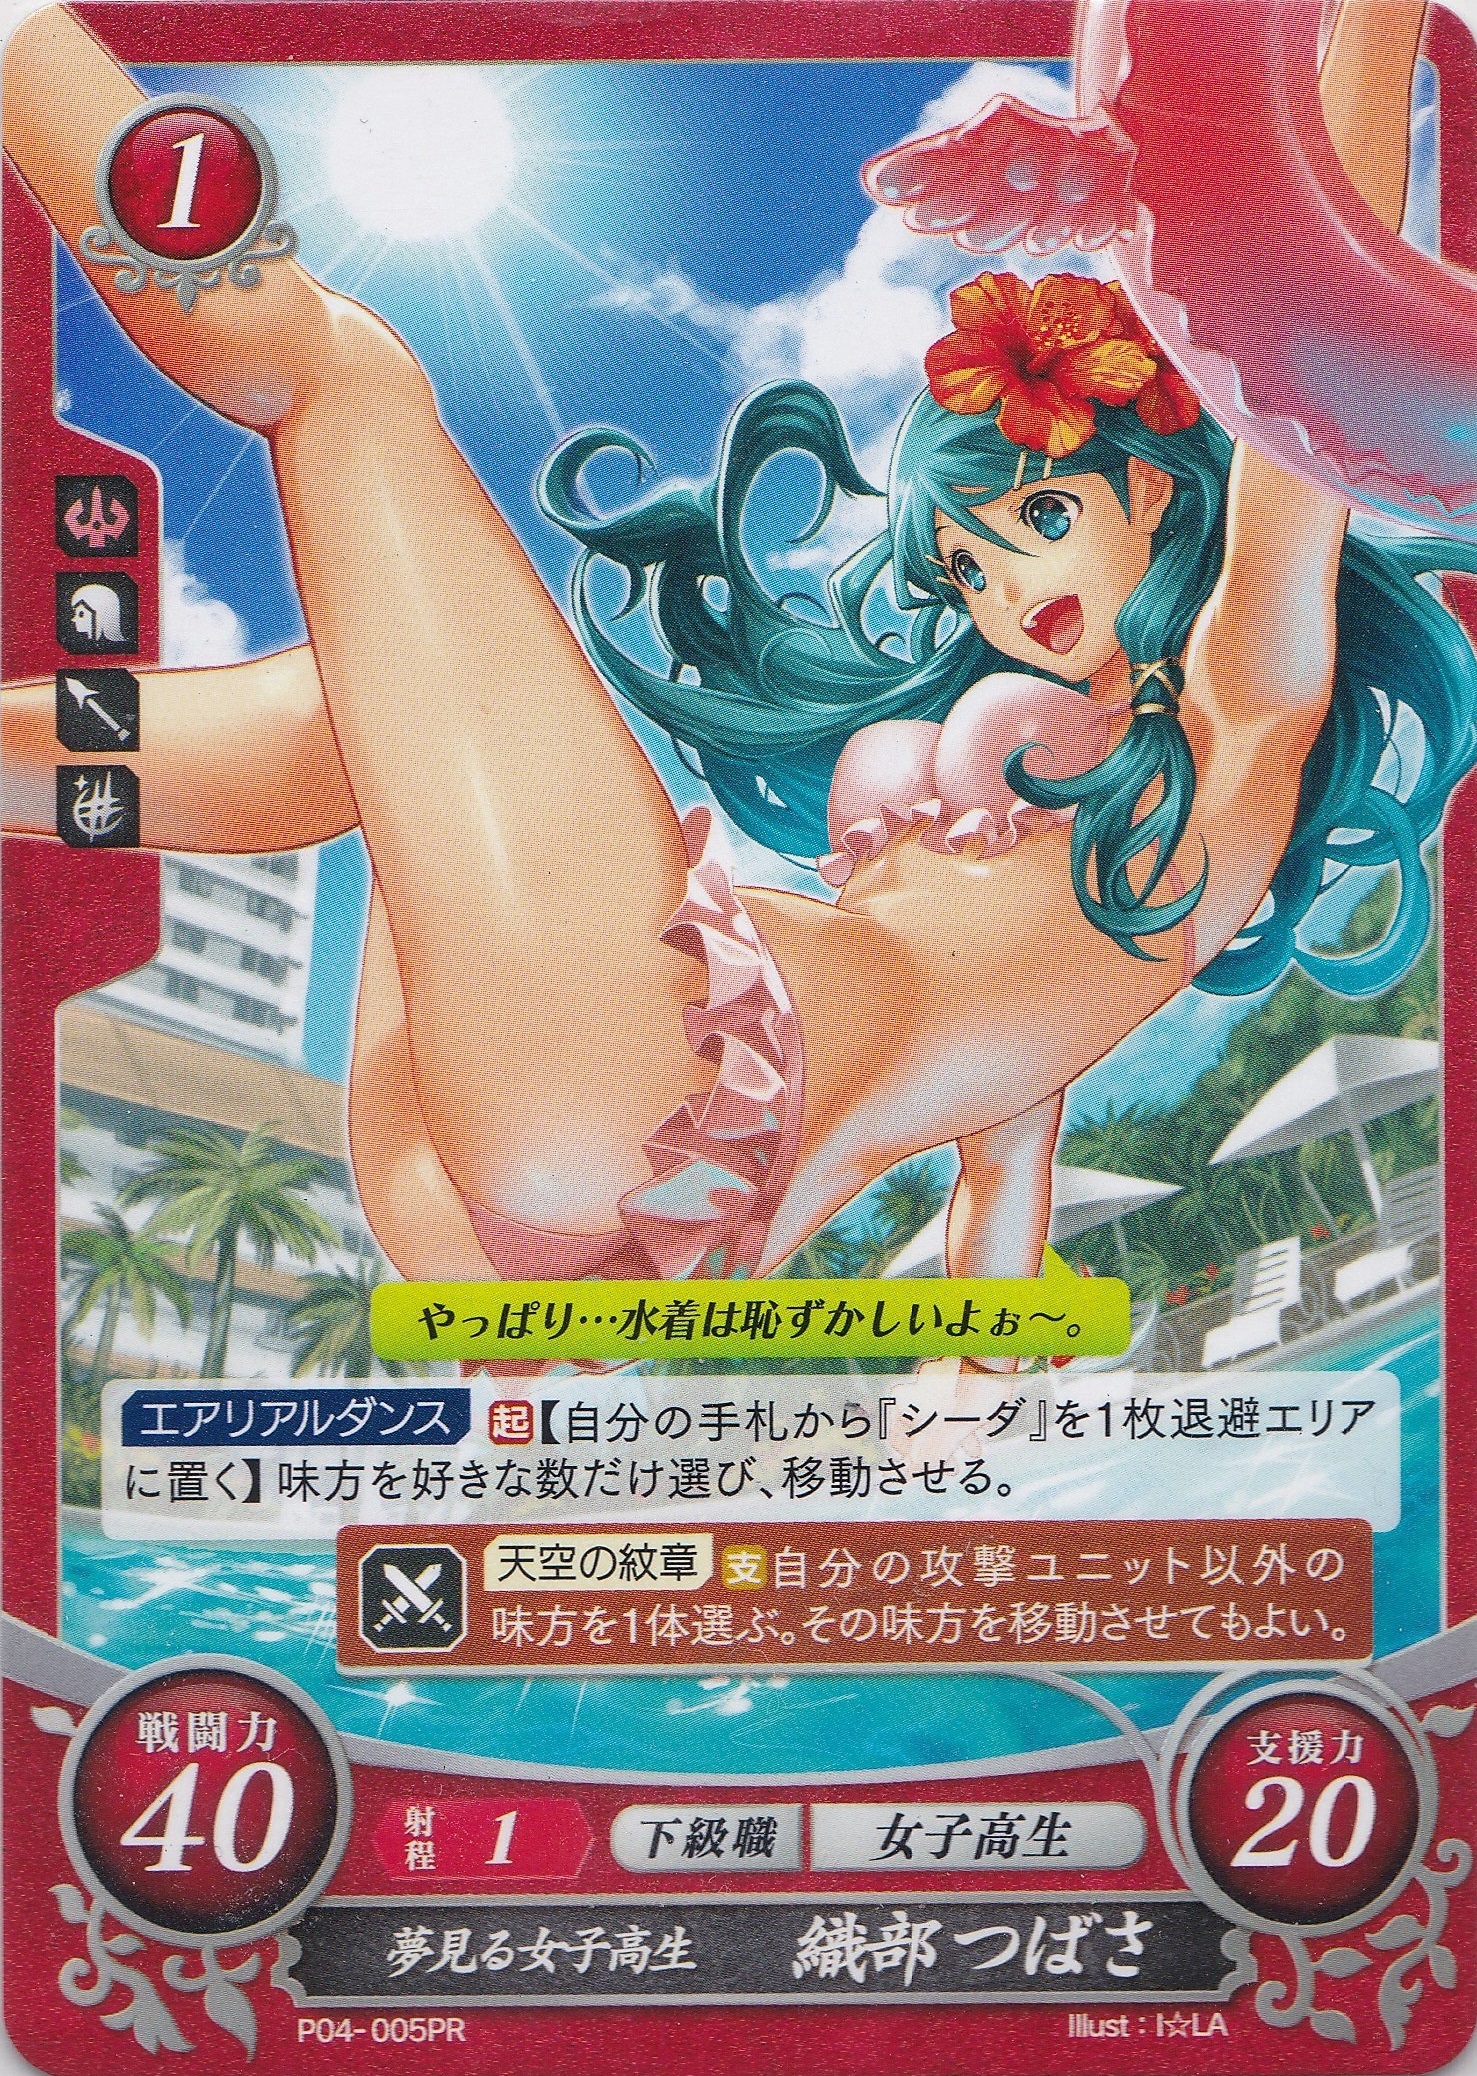 1
やっぱり…水着は恥ずかしいよぉ〜。
エアリアルダンス 起【自分の手札から『シーダ』を1枚退避エリア
に置く】味方を好きな数だけ選び、移動させる。
天空の紋章 支 自分の攻撃ユニット以外の
味方を1体選ぶ。その味方を移動させてもよい。
戦闘力
40
射程 1
下級職 女子高生
支援力
20
夢見る女子高生 織部つばさ
P04-005PR
Illust：I☆LA